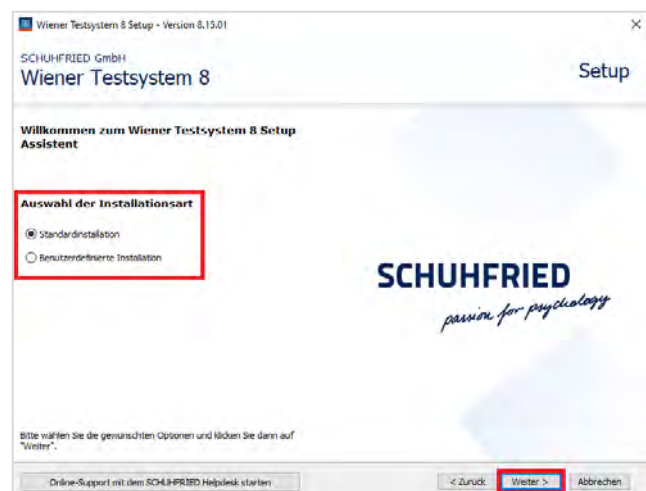 Wiener Testsystem 8 Setup - Version 8.15.01
SCHUHFRIED GmbH
Wiener Testsystem 8
Setup
Willkommen zum Wiener Testsystem 8 Setup
Assistent
Auswahl der Installationsart
Standardinstallation
Benutzerdefinierte Installation
SCHUHFRIED
passion for psychology
Bitte wählen Sie die gewünschten Optionen und klicken Sie dann auf
"Weiter".
Online-Support mit dem SCHUHFRIED Helpdesk starten
< Zurück
Weiter >
Abbrechen